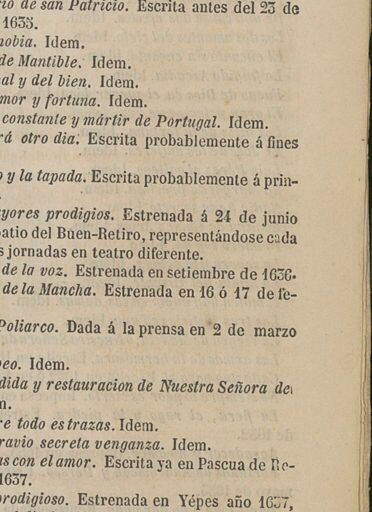 rio de san Patricio. Escrita antes del 23 de
1635.
nobia. Idem.
de Mantible. Idem.
al y del bien. Idem.
mor y fortuna. Idem.
constante y mártir de Portugal. Idem.
rá otro dia. Escrita probablemente á fines
o y la tapada. Escrita probablemente á prin-
yores prodigios. Estrenada á 24 de junio
patio del Buen-Retiro, representándose cada
s jornadas en teatro diferente.
de la voz. Estrenada en setiembre de 1636.
de la Mancha. Estrenada en 16 ó 17 de fe-
Poliarco. Dada á la prensa en 2 de marzo
peo. Idem.
dida y restauracion de Nuestra Señora del
m.
re todo es trazas. Idem.
ravio secreta venganza. Idem.
as con el amor. Escrita ya en Pascua de Re-
1637.
prodigioso. Estrenada en Yépes año 1637,